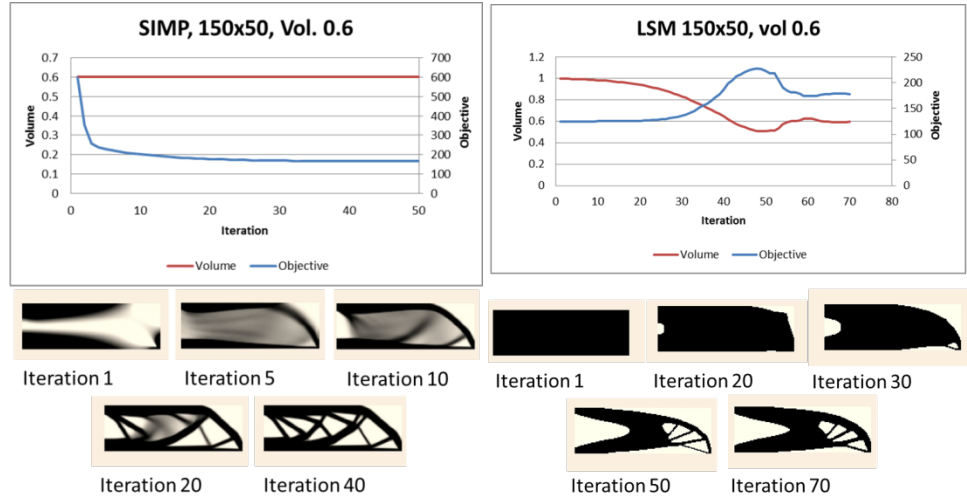 SIMP, 150x50, Vol. 0.6
0.7
0.6
0.5
0.4
0.3
0.2
0.1
0
Volume
700
600
500
400
300
200
100
0
Objective
0 10 20 30 40 50
Iteration
Volume Objective
LSM 150x50, vol 0.6
1.2
1
0.8
0.6
0.4
0.2
0
Volume
250
200
150
100
50
0
Objective
0 10 20 30 40 50 60 70 80
Iteration
Volume Objective
Iteration 1 Iteration 5 Iteration 10
Iteration 20 Iteration 40
Iteration 1 Iteration 20 Iteration 30
Iteration 50 Iteration 70